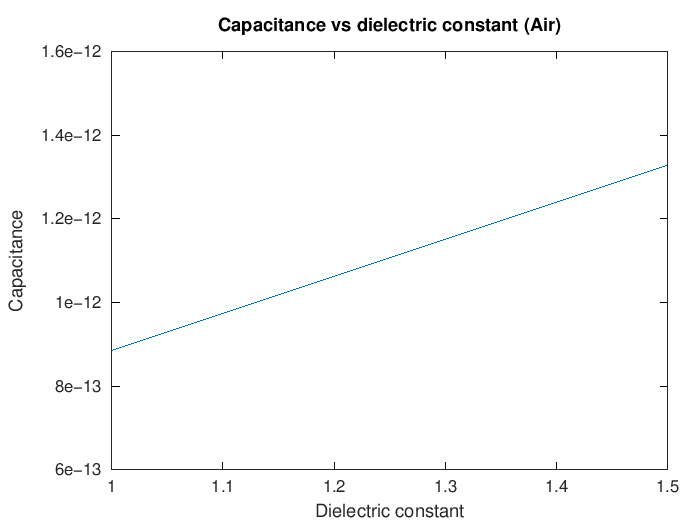 Capacitance vs dielectric constant (Air)
1.6e−12
1.4e−12
1.2e−12
1e−12
8e−13
6e−13
Capacitance
1 1.1 1.2 1.3 1.4 1.5
Dielectric constant